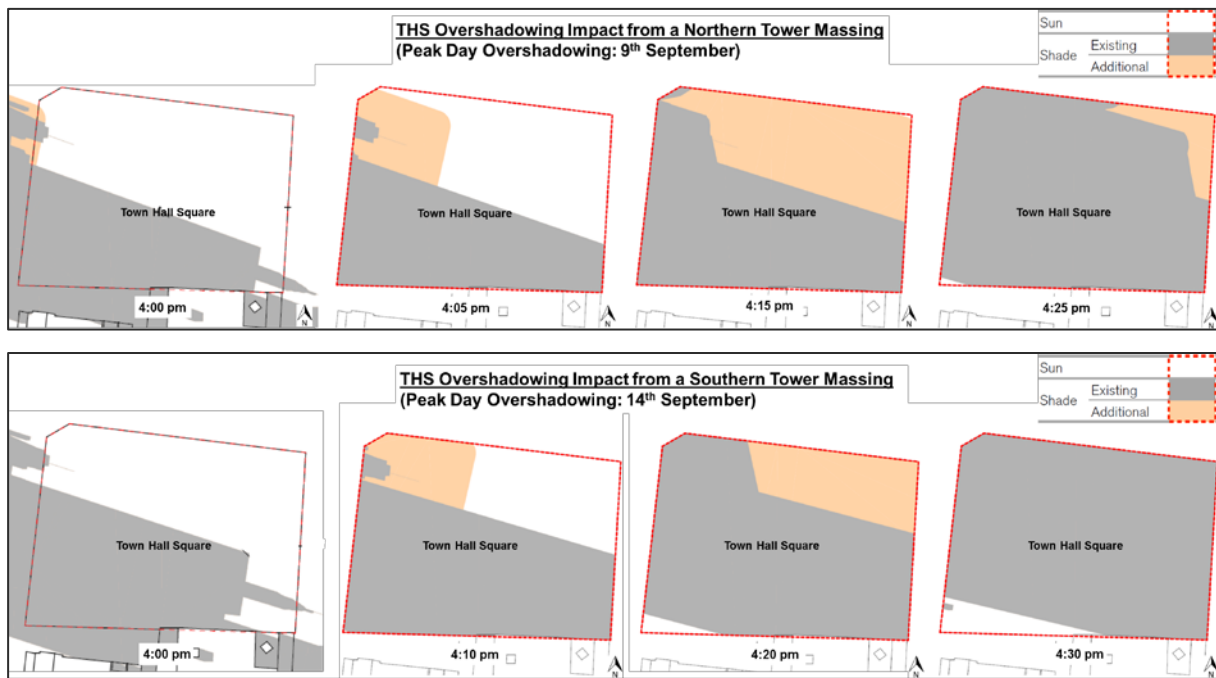 THS Overshadowing Impact from a Northern Tower Massing
(Peak Day Overshadowing: 9th September)
Sun
Shade
Existing
Additional
Town Hall Square
4:00 pm
N
Town Hall Square
4:05 pm
N
Town Hall Square
4:15 pm
N
Town Hall Square
4:25 pm
N
THS Overshadowing Impact from a Southern Tower Massing
(Peak Day Overshadowing: 14th September)
Sun
Shade
Existing
Additional
Town Hall Square
4:00 pm
N
Town Hall Square
4:10 pm
N
Town Hall Square
4:20 pm
N
Town Hall Square
4:30 pm
N